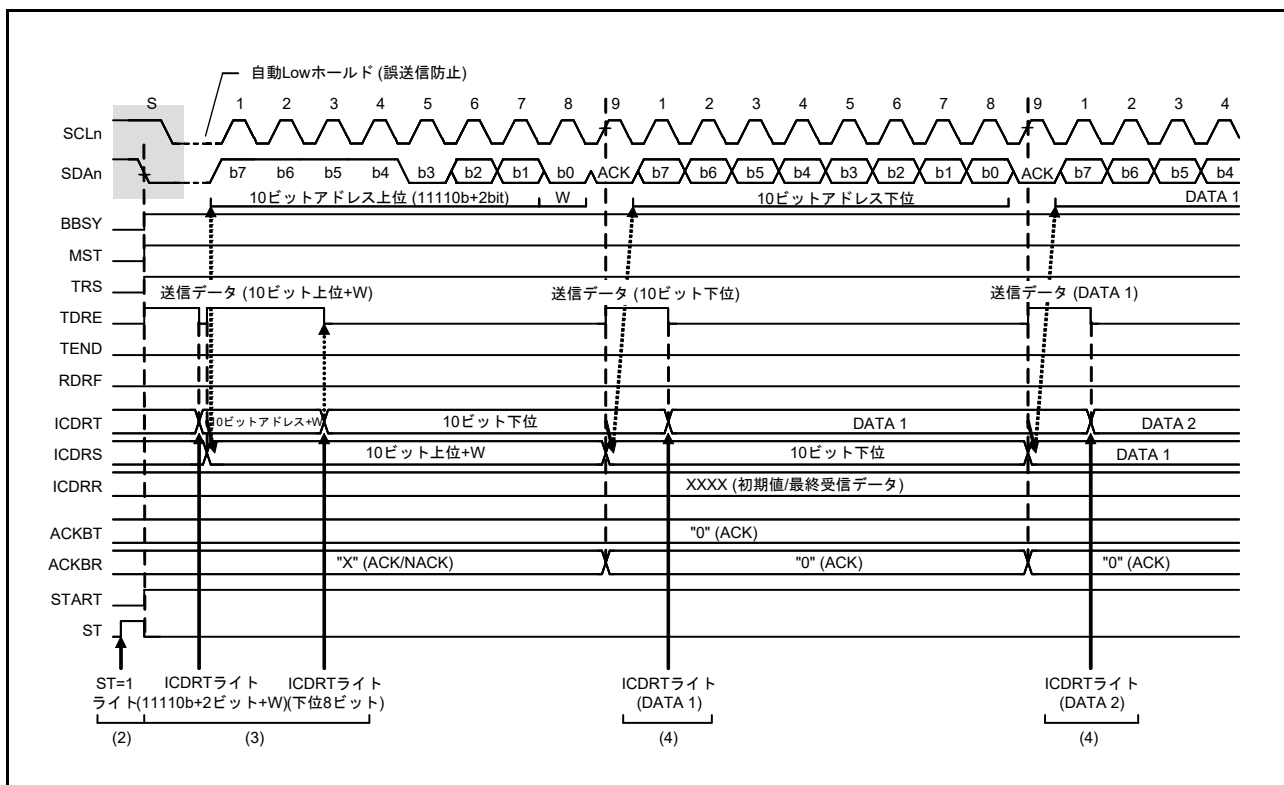 自動Lowホールド (誤送信防止)
S 1 2 3 4 5 6 7 8 9 1 2 3 4 5 6 7 8 9 1 2 3 4
SCLn
SDAn b7 b6 b5 b4 b3 b2 b1 b0 ACK b7 b6 b5 b4 b3 b2 b1 b0 ACK b7 b6 b5 b4
10ビットアドレス上位 (11110b+2bit) W 10ビットアドレス下位 DATA 1
BBSY
MST
TRS
送信データ (10ビット上位+W) 送信データ (10ビット下位) 送信データ (DATA 1)
TDRE
TEND
RDRF
ICDRT 10ビットアドレス+W 10ビット下位 DATA 1 DATA 2
ICDRS 10ビット上位+W 10ビット下位 DATA 1
ICDRR XXXX (初期値/最終受信データ)
ACKBT "0" (ACK)
ACKBR "X" (ACK/NACK) "0" (ACK) "0" (ACK)
START
ST
ST=1 ICDRTライト ICDRTライト ICDRTライト ICDRTライト
ライト(11110b+2ビット+W)(下位8ビット) (DATA 1) (DATA 2)
(2) (3) (4) (4)